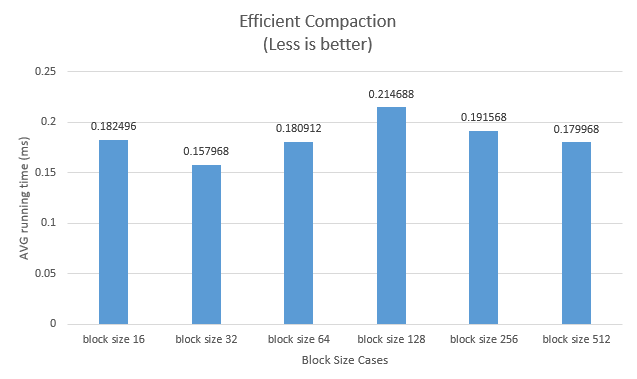 Efficient Compaction
(Less is better)
0.25
0.2
0.15
0.1
0.05
0
AVG running time (ms)
0.182496
0.157968
0.180912
0.214688
0.191568
0.179968
block size 16
block size 32
block size 64
block size 128
block size 256
block size 512
Block Size Cases